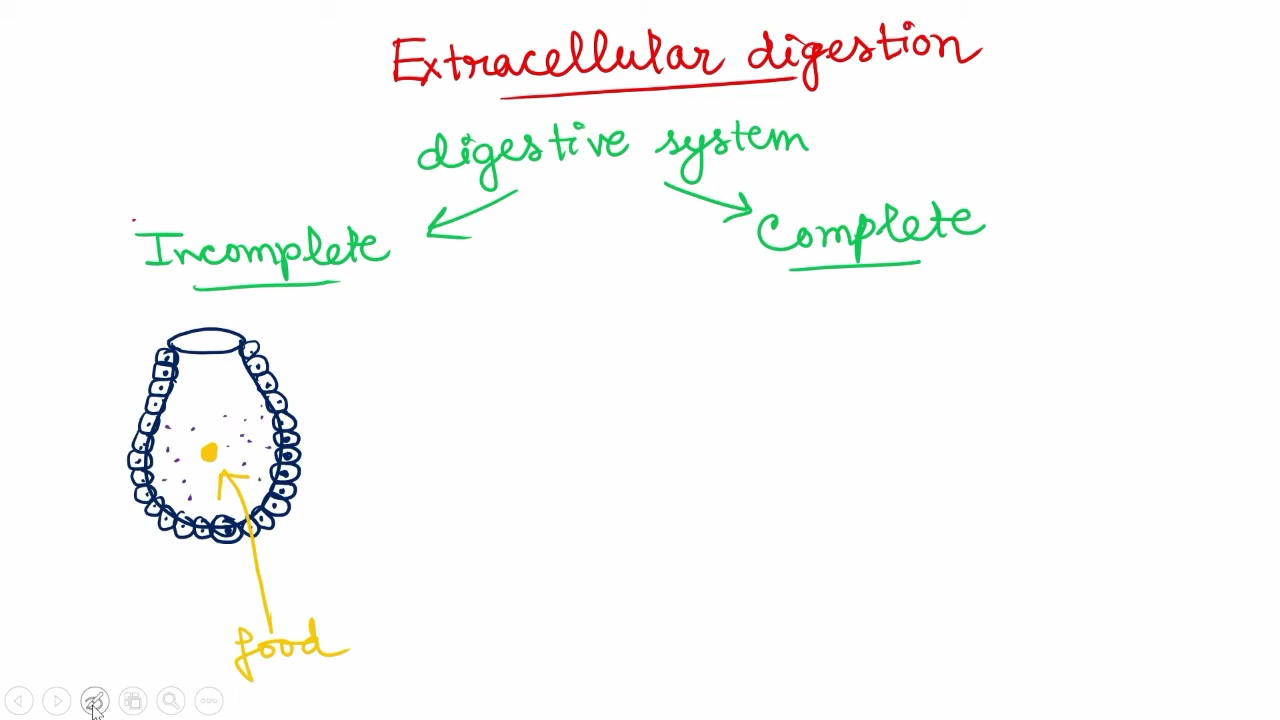 Extracellular digestion
digestive system
Incomplete
Complete
food